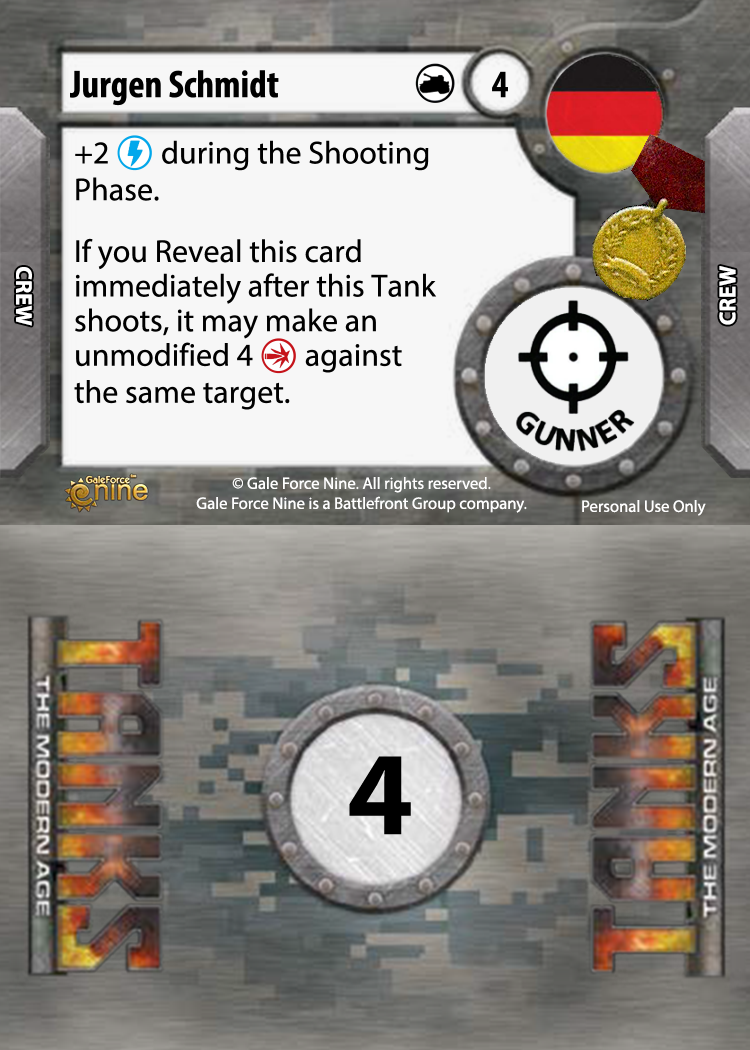 Jurgen Schmidt
4
+2 during the Shooting
Phase.
If you Reveal this card
immediately after this Tank
shoots, it may make an
unmodified 4 against
the same target.
CREW
CREW
GUNNER
GaleForce™
nine
© Gale Force Nine. All rights reserved.
Gale Force Nine is a Battlefront Group company.
Personal Use Only
TANKS
THE MODERN AGE
4
TANKS
THE MODERN AGE